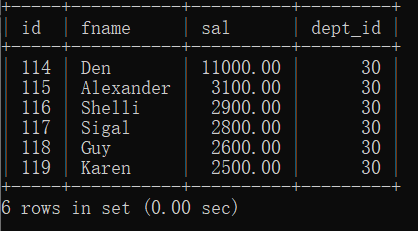 +-----+-----------+----------+---------+
| id | fname | sal | dept_id |
+-----+-----------+----------+---------+
| 114 | Den | 11000.00 | 30 |
| 115 | Alexander | 3100.00 | 30 |
| 116 | Shelli | 2900.00 | 30 |
| 117 | Sigal | 2800.00 | 30 |
| 118 | Guy | 2600.00 | 30 |
| 119 | Karen | 2500.00 | 30 |
+-----+-----------+----------+---------+
6 rows in set (0.00 sec)